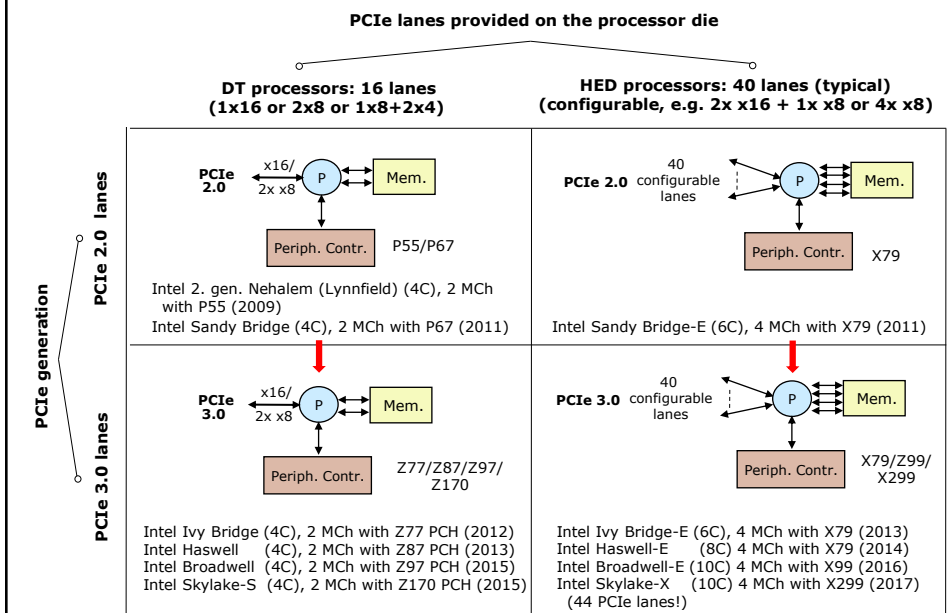 PCIe lanes provided on the processor die
DT processors: 16 lanes
(1x16 or 2x8 or 1x8+2x4)
HED processors: 40 lanes (typical)
(configurable, e.g. 2x x16 + 1x x8 or 4x x8)
PCIe generation
PCIe 2.0 lanes
PCIe
2.0
x16/
2x x8
P
Mem.
Periph. Contr.
P55/P67
Intel 2. gen. Nehalem (Lynnfield) (4C), 2 MCh
with P55 (2009)
Intel Sandy Bridge (4C), 2 MCh with P67 (2011)
PCIe 2.0
40
configurable
lanes
P
Mem.
Periph. Contr.
X79
Intel Sandy Bridge-E (6C), 4 MCh with X79 (2011)
PCIe 3.0 lanes
PCIe
3.0
x16/
2x x8
P
Mem.
Periph. Contr.
Z77/Z87/Z97/
Z170
Intel Ivy Bridge (4C), 2 MCh with Z77 PCH (2012)
Intel Haswell (4C), 2 MCh with Z87 PCH (2013)
Intel Broadwell (4C), 2 MCh with Z97 PCH (2015)
Intel Skylake-S (4C), 2 MCh with Z170 PCH (2015)
PCIe 3.0
40
configurable
lanes
P
Mem.
Periph. Contr.
X79/Z99/
X299
Intel Ivy Bridge-E (6C), 4 MCh with X79 (2013)
Intel Haswell-E (8C) 4 MCh with X79 (2014)
Intel Broadwell-E (10C) 4 MCh with X99 (2016)
Intel Skylake-X (10C) 4 MCh with X299 (2017)
(44 PCIe lanes!)